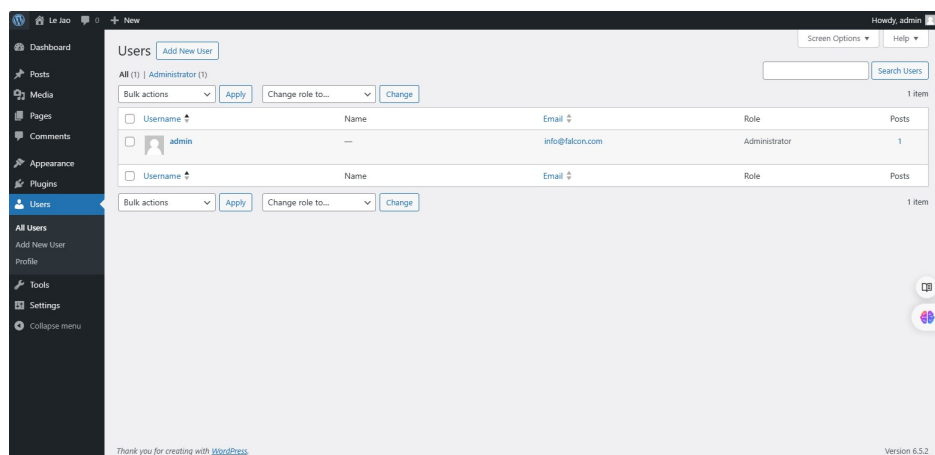 Le Jao 0 + New Howdy, admin
Dashboard
Posts
Media
Pages
Comments
Appearance
Plugins
Users
All Users
Add New User
Profile
Tools
Settings
Collapse menu
Screen Options ▼ Help ▼
Users Add New User
All (1) | Administrator (1)
Search Users
Bulk actions Apply Change role to... Change 1 item
Username Name Email Role Posts
admin — info@falcon.com Administrator 1
Username Name Email Role Posts
Bulk actions Apply Change role to... Change 1 item
Thank you for creating with WordPress. Version 6.5.2